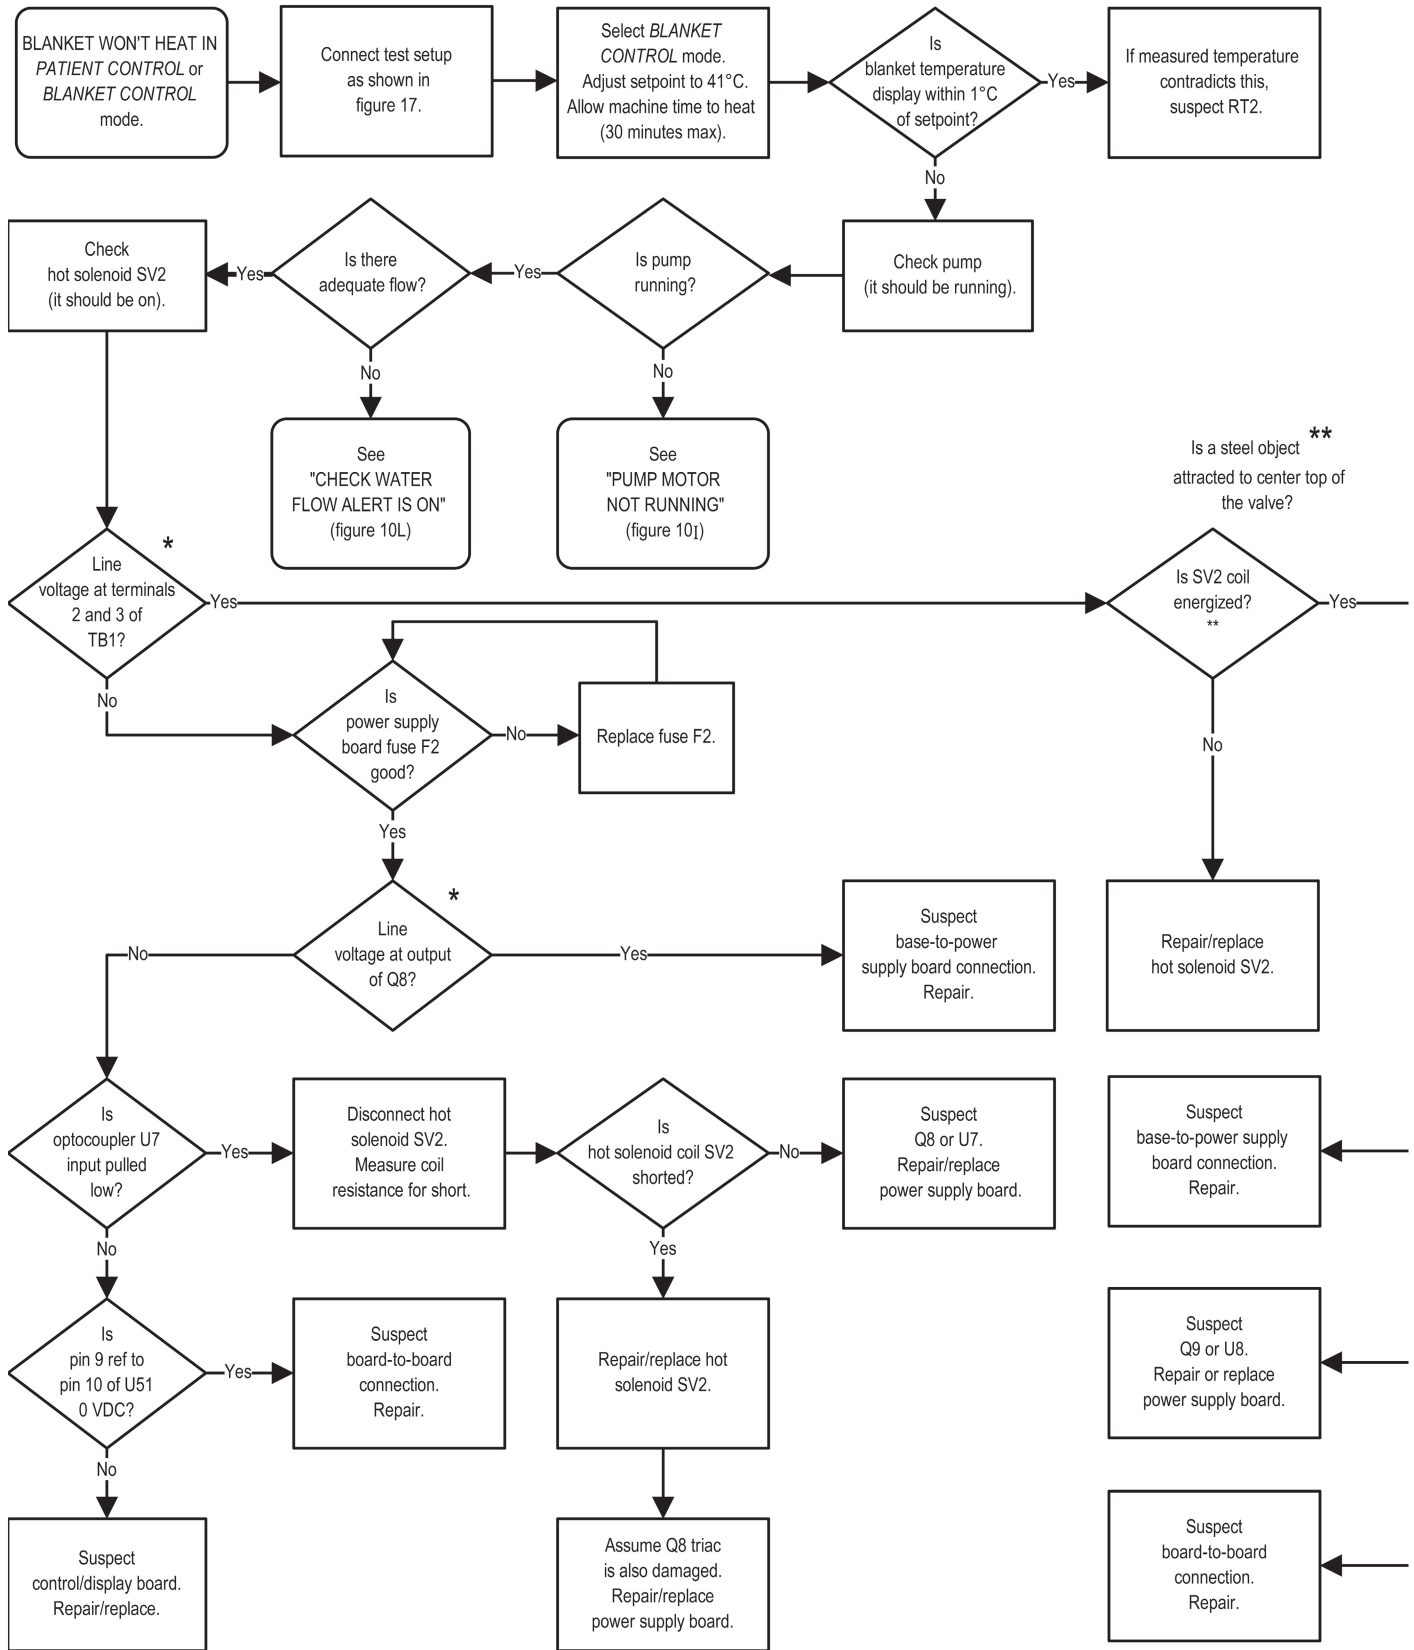 BLANKET WON'T HEAT IN
PATIENT CONTROL or
BLANKET CONTROL
mode.
Connect test setup
as shown in
figure 17.
Select BLANKET
CONTROL mode.
Adjust setpoint to 41°C.
Allow machine time to heat
(30 minutes max).
Is
blanket temperature
display within 1°C
of setpoint?
Yes
If measured temperature
contradicts this,
suspect RT2.
No
Check pump
(it should be running).
Is pump
running?
Yes
Is there
adequate flow?
Yes
Check
hot solenoid SV2
(it should be on).
No
See
"CHECK WATER
FLOW ALERT IS ON"
(figure 10L)
No
See
"PUMP MOTOR
NOT RUNNING"
(figure 10I)
Is a steel object **
attracted to center top of
the valve?
*
Line
voltage at terminals
2 and 3 of
TB1?
Yes
Is SV2 coil
energized?
**
Yes
No
Is
power supply
board fuse F2
good?
No
Replace fuse F2.
No
Yes
*
Line
voltage at output
of Q8?
No
Yes
Suspect
base-to-power
supply board connection.
Repair.
Repair/replace
hot solenoid SV2.
Is
optocoupler U7
input pulled
low?
Yes
Disconnect hot
solenoid SV2.
Measure coil
resistance for short.
Is
hot solenoid coil SV2
shorted?
No
Suspect
Q8 or U7.
Repair/replace
power supply board.
Suspect
base-to-power supply
board connection.
Repair.
No
Yes
Is
pin 9 ref to
pin 10 of U51
0 VDC?
Yes
Suspect
board-to-board
connection.
Repair.
Repair/replace hot
solenoid SV2.
Suspect
Q9 or U8.
Repair or replace
power supply board.
No
Suspect
control/display board.
Repair/replace.
Assume Q8 triac
is also damaged.
Repair/replace
power supply board.
Suspect
board-to-board
connection.
Repair.